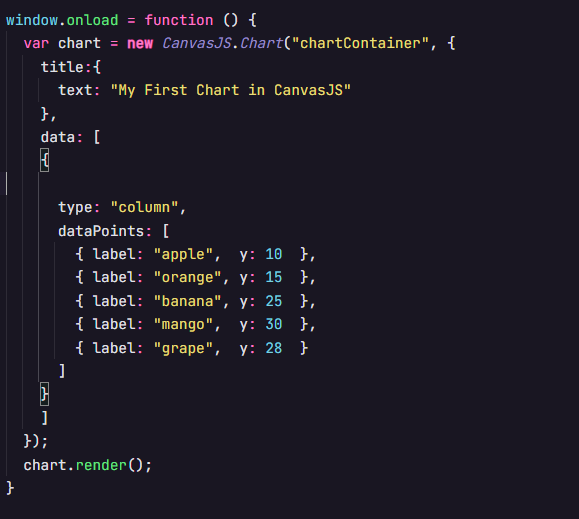 window.onload = function () {
  var chart = new CanvasJS.Chart("chartContainer", {
    title:{
      text: "My First Chart in CanvasJS"
    },
    data: [
    {

      type: "column",
      dataPoints: [
        { label: "apple",  y: 10  },
        { label: "orange", y: 15  },
        { label: "banana", y: 25  },
        { label: "mango",  y: 30  },
        { label: "grape",  y: 28  }
      ]
    }
    ]
  });
  chart.render();
}